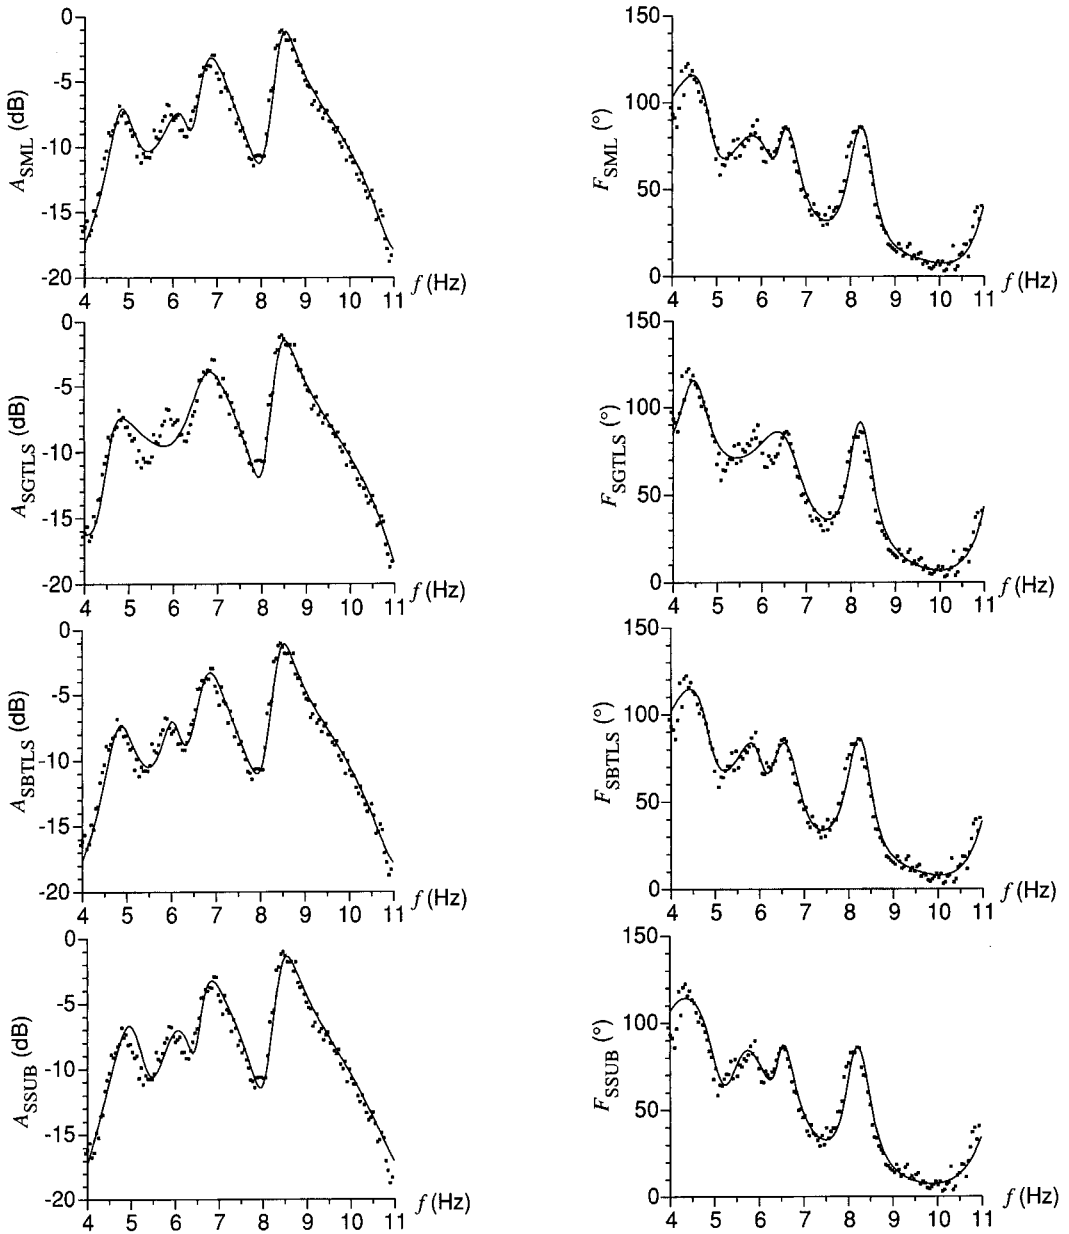 0
-5
-10
-15
-20
A_SML (dB)
4 5 6 7 8 9 10 11
f (Hz)
150
100
50
0
F_SML (°)
4 5 6 7 8 9 10 11
f (Hz)
0
-5
-10
-15
-20
A_SGTLS (dB)
4 5 6 7 8 9 10 11
f (Hz)
150
100
50
0
F_SGTLS (°)
4 5 6 7 8 9 10 11
f (Hz)
0
-5
-10
-15
-20
A_SBTLS (dB)
4 5 6 7 8 9 10 11
f (Hz)
150
100
50
0
F_SBTLS (°)
4 5 6 7 8 9 10 11
f (Hz)
0
-5
-10
-15
-20
A_SSUB (dB)
4 5 6 7 8 9 10 11
f (Hz)
150
100
50
0
F_SSUB (°)
4 5 6 7 8 9 10 11
f (Hz)